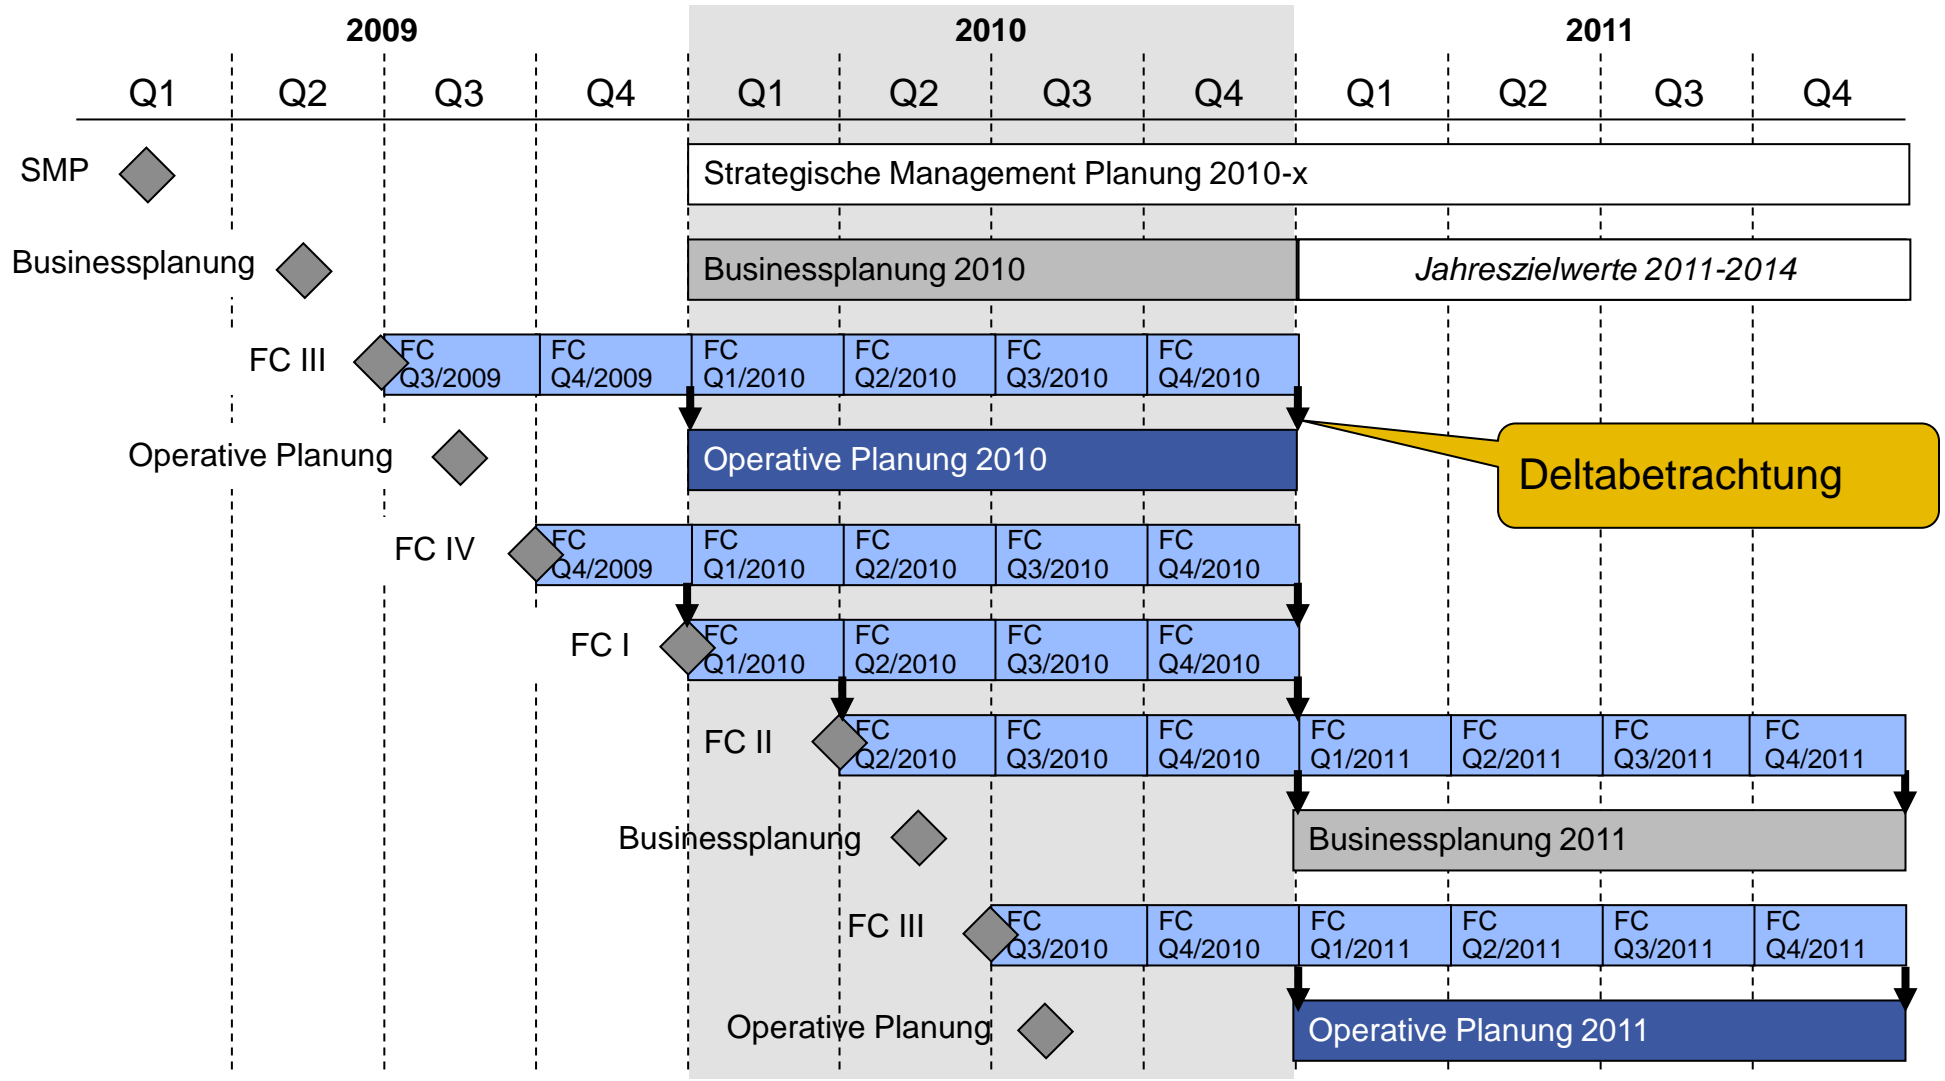 2009 2010 2011
Q1 Q2 Q3 Q4 Q1 Q2 Q3 Q4 Q1 Q2 Q3 Q4
SMP
Strategische Management Planung 2010-x
Businessplanung
Businessplanung 2010
Jahreszielwerte 2011-2014
FC III
FC Q3/2009
FC Q4/2009
FC Q1/2010
FC Q2/2010
FC Q3/2010
FC Q4/2010
Operative Planung
Operative Planung 2010
Deltabetrachtung
FC IV
FC Q4/2009
FC Q1/2010
FC Q2/2010
FC Q3/2010
FC Q4/2010
FC I
FC Q1/2010
FC Q2/2010
FC Q3/2010
FC Q4/2010
FC II
FC Q2/2010
FC Q3/2010
FC Q4/2010
FC Q1/2011
FC Q2/2011
FC Q3/2011
FC Q4/2011
Businessplanung
Businessplanung 2011
FC III
FC Q3/2010
FC Q4/2010
FC Q1/2011
FC Q2/2011
FC Q3/2011
FC Q4/2011
Operative Planung
Operative Planung 2011